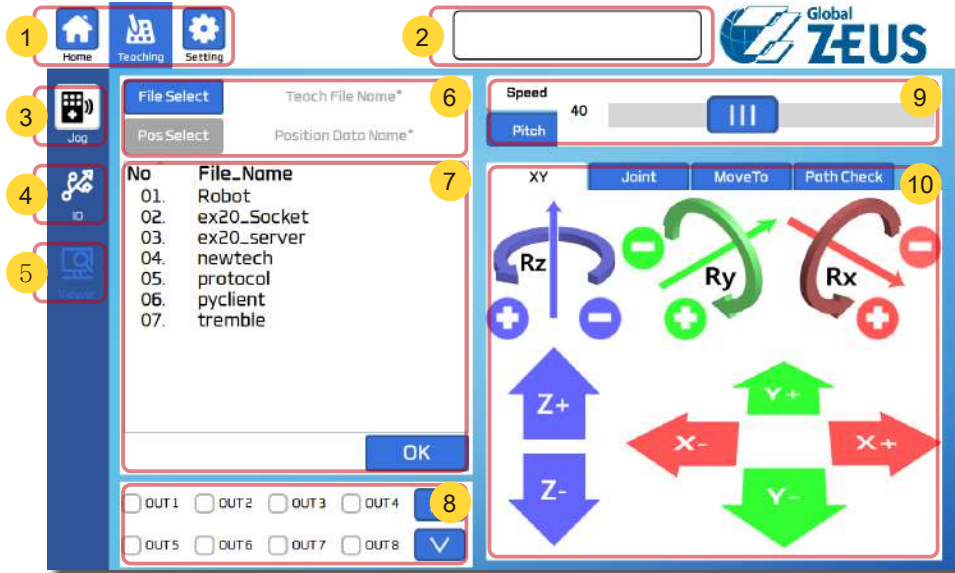 1
Home
Teaching
Setting
2
Global
ZEUS
3
Jog
4
IO
5
Viewer
File Select
Teach File Name*
6
Pos Select
Position Data Name*
No File_Name
7
01. Robot
02. ex20_Socket
03. ex20_server
04. newtech
05. protocol
06. pyclient
07. tremble
OK
OUT1 OUT2 OUT3 OUT4
8
OUT5 OUT6 OUT7 OUT8
Speed
40
9
Pitch
XY Joint MoveTo Path Check
10
Rz
Ry
Rx
Z+
Y+
X-
X+
Z-
Y-